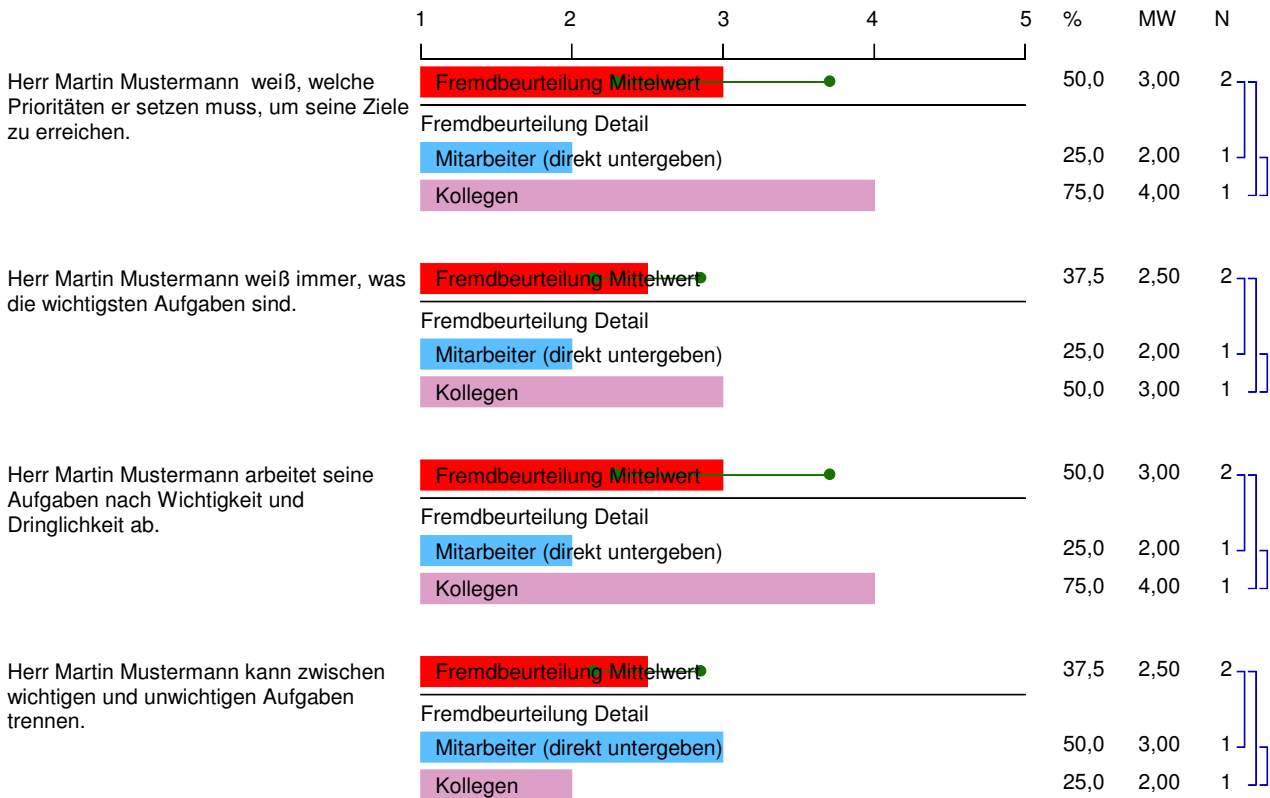 1 2 3 4 5 % MW N
Herr Martin Mustermann weiß, welche
Prioritäten er setzen muss, um seine Ziele
zu erreichen.
Fremdbeurteilung Mittelwert 50,0 3,00 2
Fremdbeurteilung Detail
Mitarbeiter (direkt untergeben) 25,0 2,00 1
Kollegen 75,0 4,00 1
Herr Martin Mustermann weiß immer, was
die wichtigsten Aufgaben sind.
Fremdbeurteilung Mittelwert 37,5 2,50 2
Fremdbeurteilung Detail
Mitarbeiter (direkt untergeben) 25,0 2,00 1
Kollegen 50,0 3,00 1
Herr Martin Mustermann arbeitet seine
Aufgaben nach Wichtigkeit und
Dringlichkeit ab.
Fremdbeurteilung Mittelwert 50,0 3,00 2
Fremdbeurteilung Detail
Mitarbeiter (direkt untergeben) 25,0 2,00 1
Kollegen 75,0 4,00 1
Herr Martin Mustermann kann zwischen
wichtigen und unwichtigen Aufgaben
trennen.
Fremdbeurteilung Mittelwert 37,5 2,50 2
Fremdbeurteilung Detail
Mitarbeiter (direkt untergeben) 50,0 3,00 1
Kollegen 25,0 2,00 1